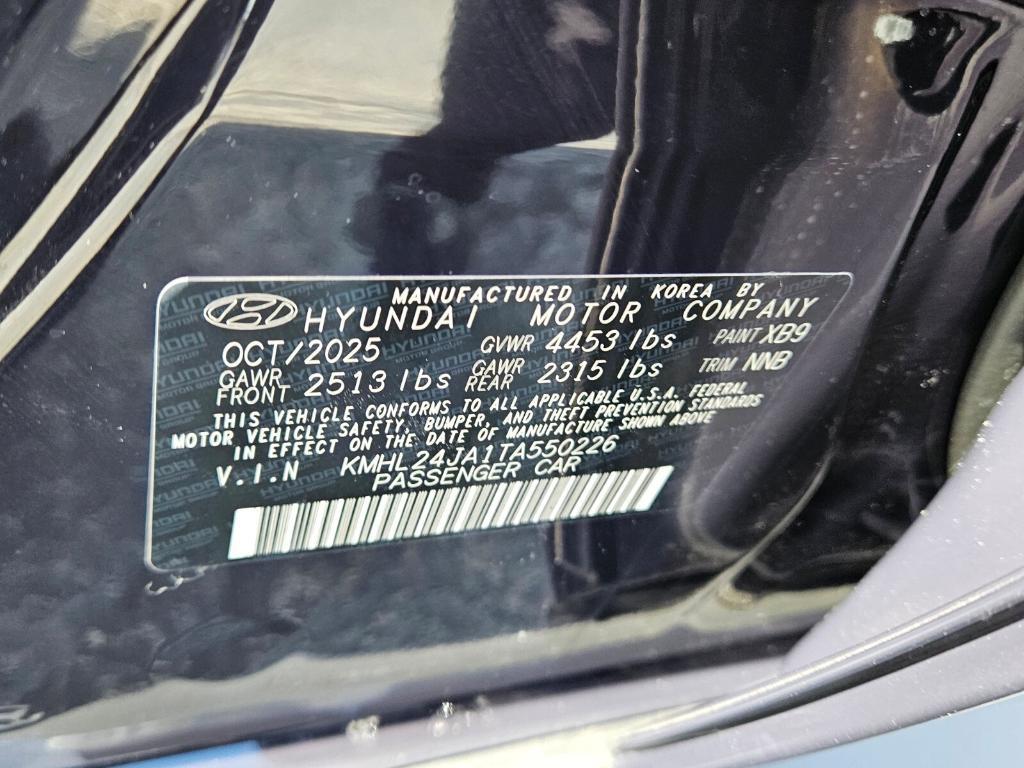 MANUFACTURED IN KOREA BY
HYUNDAI MOTOR COMPANY
OCT/2025 GVWR 4453 lbs PAINT XB9
GAWR FRONT 2513 lbs GAWR REAR 2315 lbs TRIM NNB
THIS VEHICLE CONFORMS TO ALL APPLICABLE U.S.A. FEDERAL
MOTOR VEHICLE SAFETY, BUMPER, AND THEFT PREVENTION STANDARDS
IN EFFECT ON THE DATE OF MANUFACTURE SHOWN ABOVE
V.I.N KMHL24JA1TA550226
PASSENGER CAR